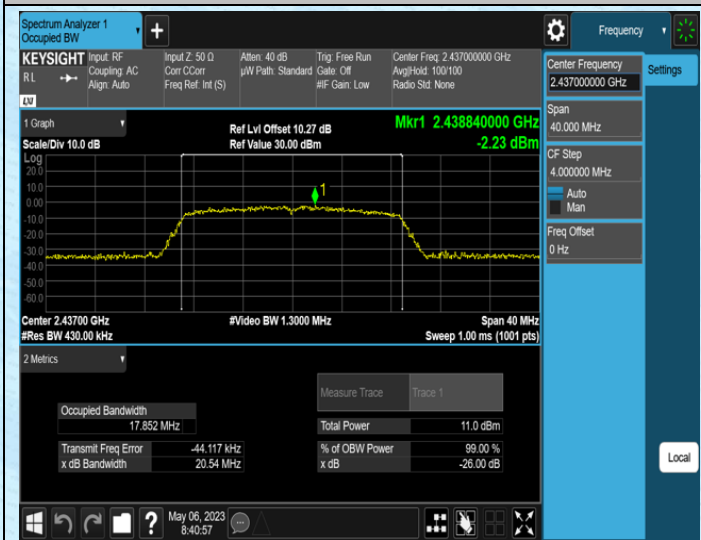 Spectrum Analyzer 1
Occupied BW
Frequency
KEYSIGHT
R L
LXI
Input: RF
Coupling: AC
Align: Auto
Input Z: 50 Ω
Corr CCorr
Freq Ref: Int (S)
Atten: 40 dB
µW Path: Standard
Trig: Free Run
Gate: Off
#IF Gain: Low
Center Freq: 2.437000000 GHz
Avg|Hold: 100/100
Radio Std: None
Center Frequency
2.437000000 GHz
Settings
Span
40.000 MHz
CF Step
4.000000 MHz
Auto
Man
Freq Offset
0 Hz
1 Graph
Scale/Div 10.0 dB
Ref Lvl Offset 10.27 dB
Ref Value 30.00 dBm
Mkr1 2.438840000 GHz
-2.23 dBm
Log
20.0
10.0
0.00
-10.0
-20.0
-30.0
-40.0
-50.0
-60.0
1
Center 2.43700 GHz
#Res BW 430.00 kHz
#Video BW 1.3000 MHz
Span 40 MHz
Sweep 1.00 ms (1001 pts)
2 Metrics
Measure Trace
Trace 1
Occupied Bandwidth
17.852 MHz
Total Power
11.0 dBm
Transmit Freq Error
-44.117 kHz
% of OBW Power
99.00 %
x dB Bandwidth
20.54 MHz
x dB
-26.00 dB
Local
May 06, 2023
8:40:57